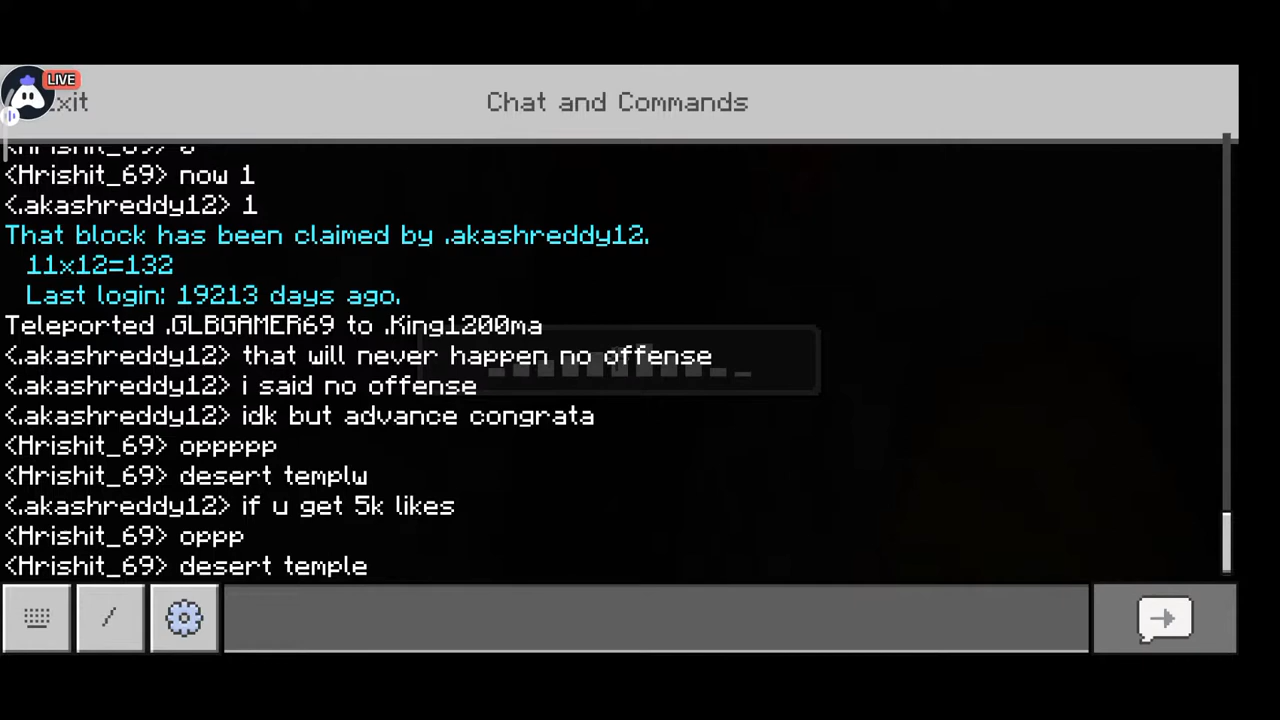 LIVE
Exit
Chat and Commands
<Hrishit_69>
<Hrishit_69> now 1
<.akashreddy12> 1
That block has been claimed by .akashreddy12.
11x12=132
Last login: 19213 days ago.
Teleported .GLBGAMER69 to .King1200ma
<.akashreddy12> that will never happen no offense
<.akashreddy12> i said no offense
<.akashreddy12> idk but advance congrata
<Hrishit_69> opppppp
<Hrishit_69> desert templw
<.akashreddy12> if u get 5k likes
<Hrishit_69> oppp
<Hrishit_69> desert temple
/